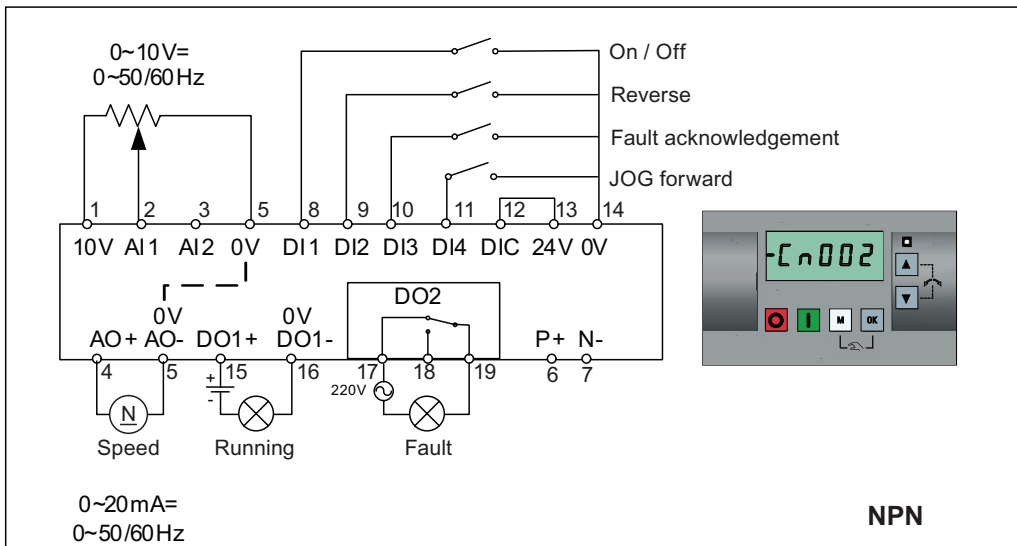 0~10V=
0~50/60Hz
On / Off
Reverse
Fault acknowledgement
JOG forward
1 2 3 5 8 9 10 11 12 13 14
10V AI1 AI2 0V DI1 DI2 DI3 DI4 DIC 24V 0V
-Cn002
M OK
DO2
0V 0V
AO+ AO- DO1+ DO1- P+ N-
4 5 15 16 17 18 19 6 7
+
-
220V
N
Speed Running Fault
0~20mA=
0~50/60Hz
NPN